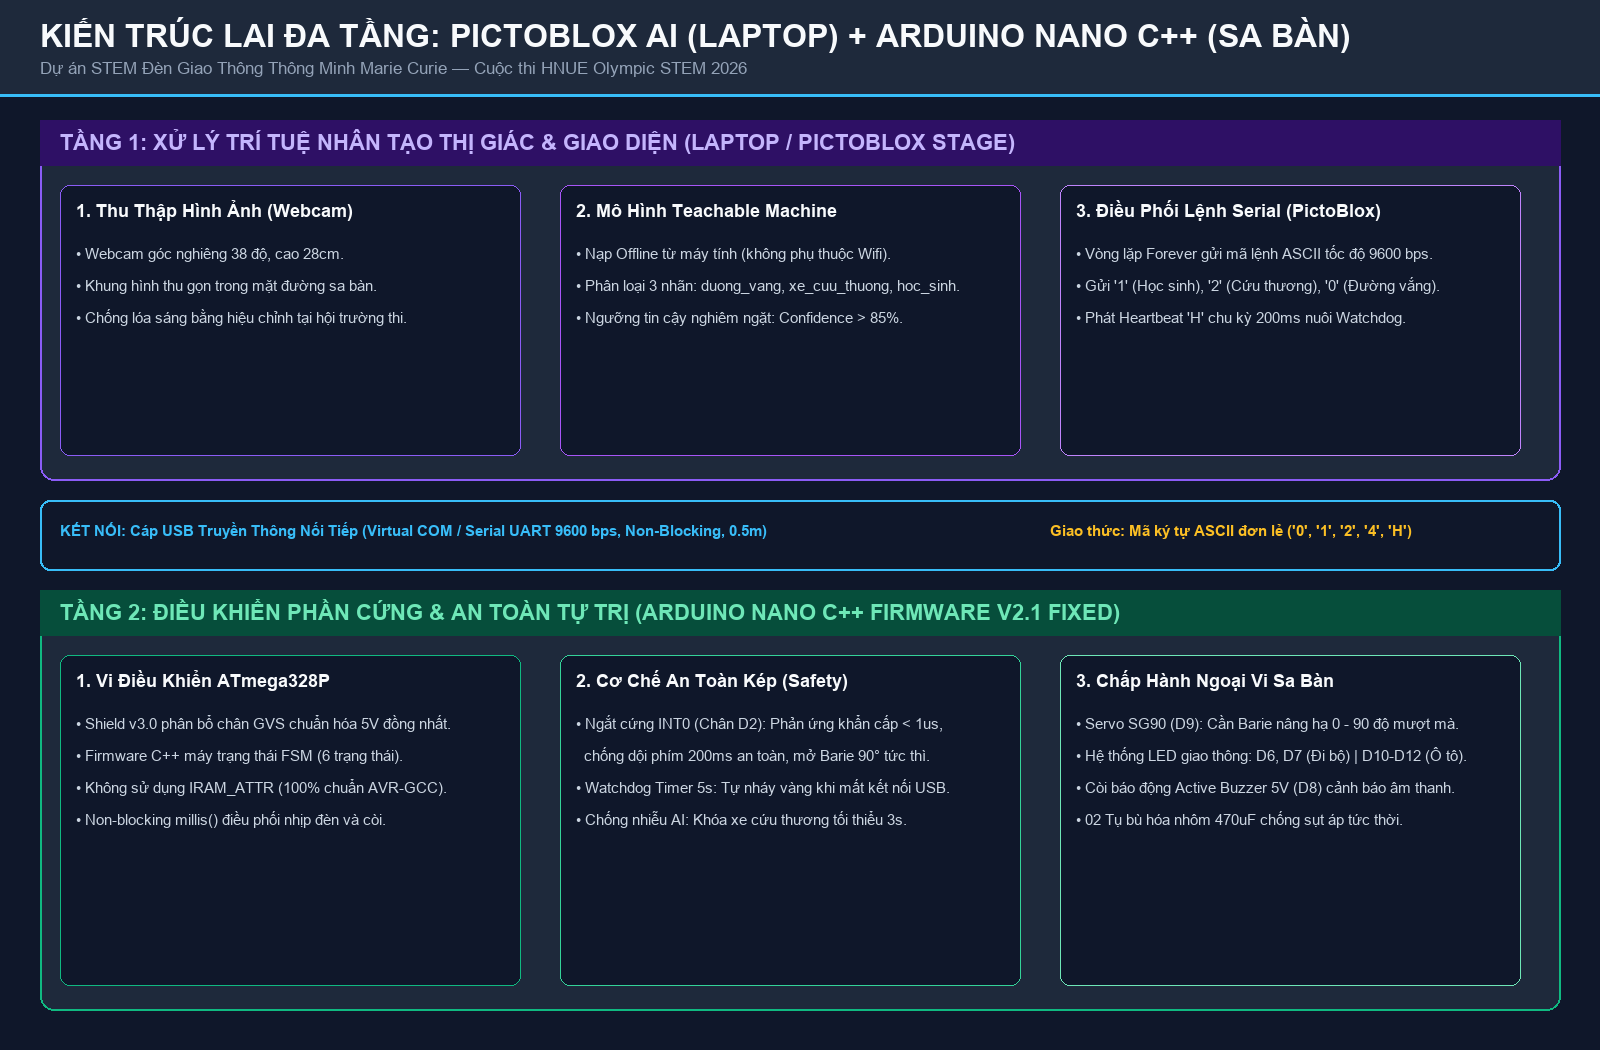 KIẾN TRÚC LAI ĐA TẦNG: PICTOBLOX AI (LAPTOP) + ARDUINO NANO C++ (SA BÀN)
Dự án STEM Đèn Giao Thông Thông Minh Marie Curie — Cuộc thi HNUE Olympic STEM 2026
TẦNG 1: XỬ LÝ TRÍ TUỆ NHÂN TẠO THỊ GIÁC & GIAO DIỆN (LAPTOP / PICTOBLOX STAGE)
1. Thu Thập Hình Ảnh (Webcam)
• Webcam góc nghiêng 38 độ, cao 28cm.
• Khung hình thu gọn trong mặt đường sa bàn.
• Chống lóa sáng bằng hiệu chỉnh tại hội trường thi.
2. Mô Hình Teachable Machine
• Nạp Offline từ máy tính (không phụ thuộc Wifi).
• Phân loại 3 nhãn: duong_vang, xe_cuu_thuong, hoc_sinh.
• Ngưỡng tin cậy nghiêm ngặt: Confidence > 85%.
3. Điều Phối Lệnh Serial (PictoBlox)
• Vòng lặp Forever gửi mã lệnh ASCII tốc độ 9600 bps.
• Gửi '1' (Học sinh), '2' (Cứu thương), '0' (Đường vắng).
• Phát Heartbeat 'H' chu kỳ 200ms nuôi Watchdog.
KẾT NỐI: Cáp USB Truyền Thông Nối Tiếp (Virtual COM / Serial UART 9600 bps, Non-Blocking, 0.5m)
Giao thức: Mã ký tự ASCII đơn lẻ ('0', '1', '2', '4', 'H')
TẦNG 2: ĐIỀU KHIỂN PHẦN CỨNG & AN TOÀN TỰ TRỊ (ARDUINO NANO C++ FIRMWARE V2.1 FIXED)
1. Vi Điều Khiển ATmega328P
• Shield v3.0 phân bổ chân GVS chuẩn hóa 5V đồng nhất.
• Firmware C++ máy trạng thái FSM (6 trạng thái).
• Không sử dụng IRAM_ATTR (100% chuẩn AVR-GCC).
• Non-blocking millis() điều phối nhịp đèn và còi.
2. Cơ Chế An Toàn Kép (Safety)
• Ngắt cứng INT0 (Chân D2): Phản ứng khẩn cấp < 1us,
chống dội phím 200ms an toàn, mở Barie 90° tức thì.
• Watchdog Timer 5s: Tự nháy vàng khi mất kết nối USB.
• Chống nhiễu AI: Khóa xe cứu thương tối thiểu 3s.
3. Chấp Hành Ngoại Vi Sa Bàn
• Servo SG90 (D9): Cần Barie nâng hạ 0 - 90 độ mượt mà.
• Hệ thống LED giao thông: D6, D7 (Đi bộ) | D10-D12 (Ô tô).
• Còi báo động Active Buzzer 5V (D8) cảnh báo âm thanh.
• 02 Tụ bù hóa nhôm 470uF chống sụt áp tức thời.